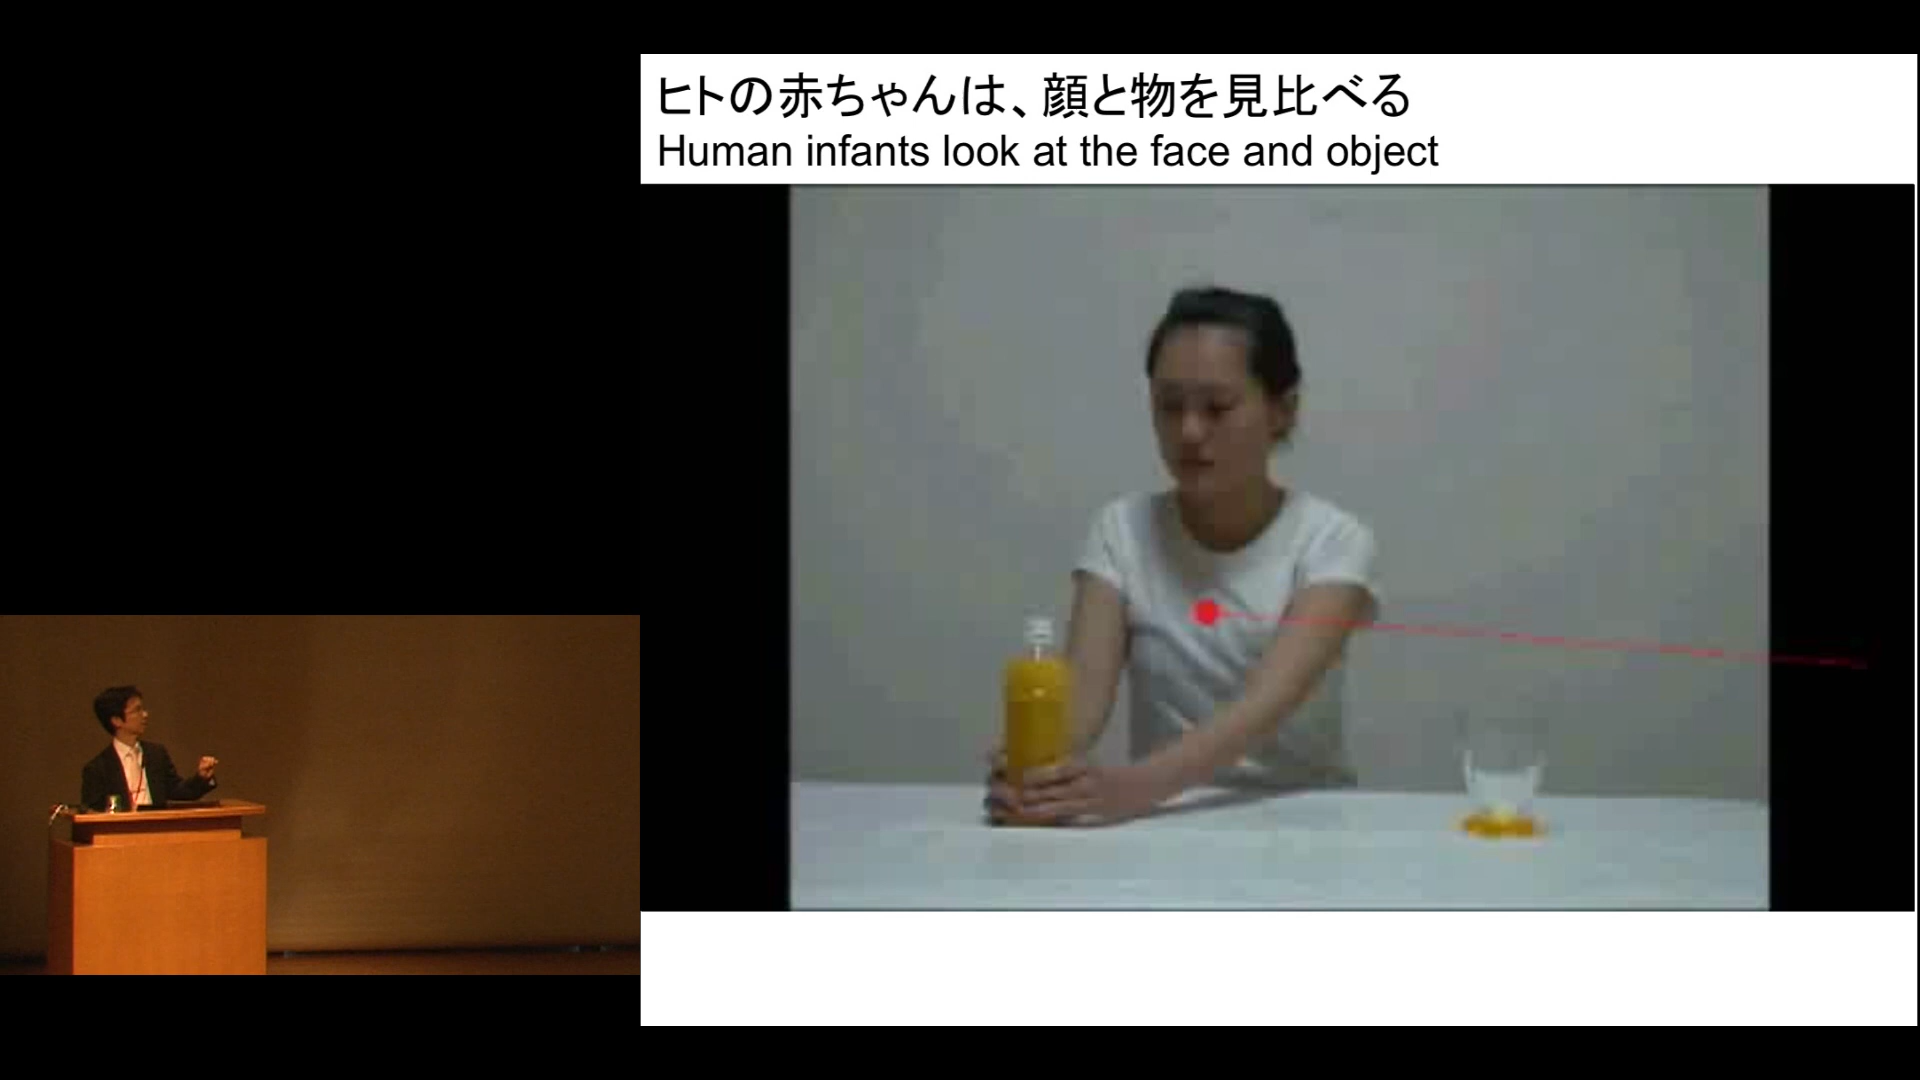 ヒトの赤ちゃんは、顔と物を見比べる
Human infants look at the face and object